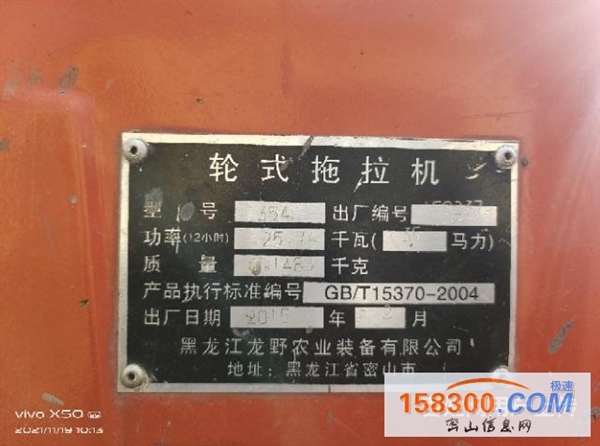 轮式拖拉机
型号 354 出厂编号
功率(12小时) 25 千瓦( 马力)
质量 千克
产品执行标准编号 GB/T15370-2004
出厂日期 年 月
黑龙江龙野农业装备有限公司
地址:黑龙江省密山市
vivo X50
2021/11/19 10:13
极速
158300.COM
密山信息网